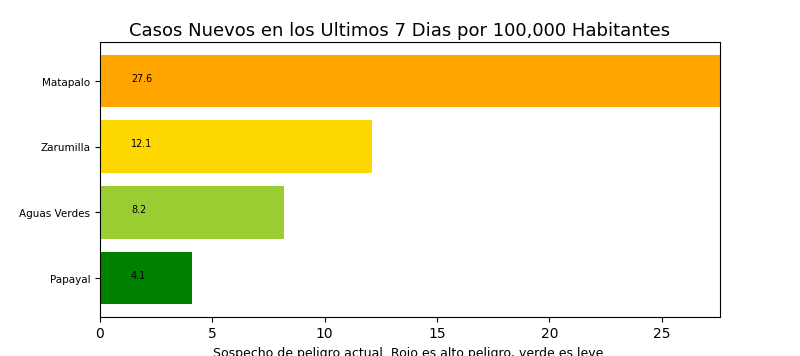 Casos Nuevos en los Ultimos 7 Dias por 100,000 Habitantes
Matapalo 27.6
Zarumilla 12.1
Aguas Verdes 8.2
Papayal 4.1
0 5 10 15 20 25
Sospecho de peligro actual. Rojo es alto peligro, verde es leve